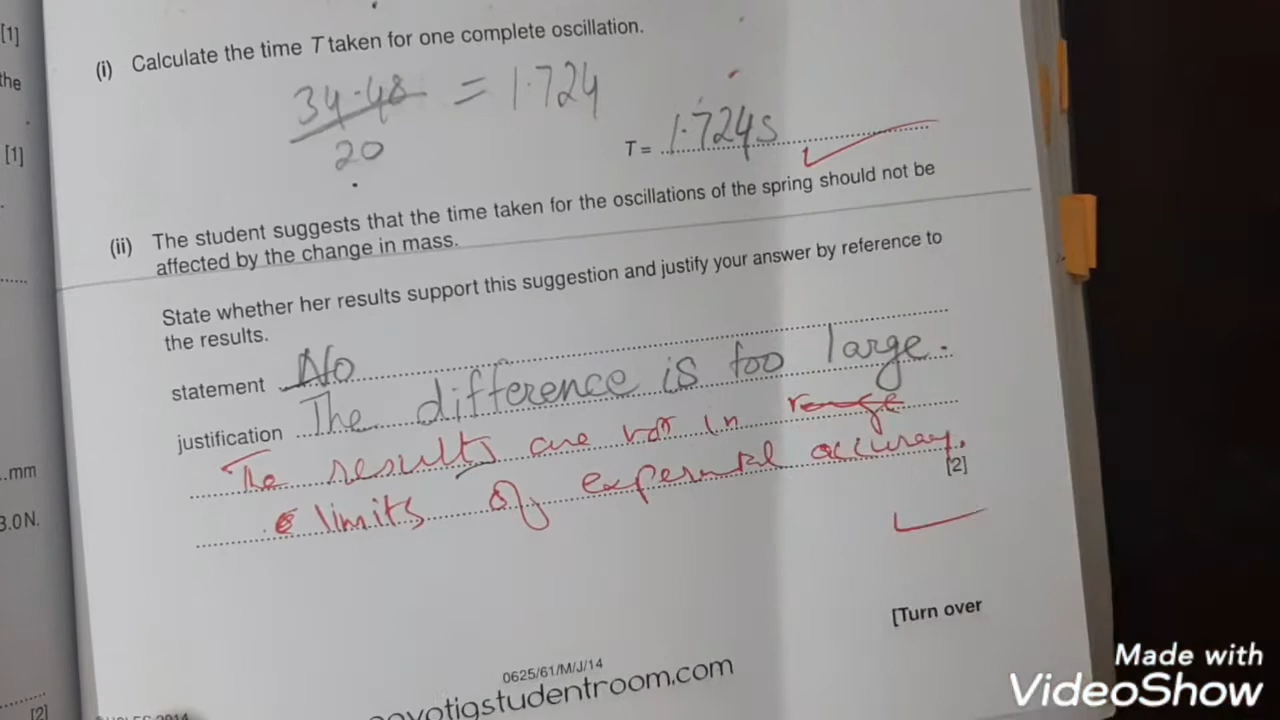 [1]
the
[1]
(i) Calculate the time T taken for one complete oscillation.
34.48
20
= 1.724
T = 1.724s
(ii) The student suggests that the time taken for the oscillations of the spring should not be
affected by the change in mass.
State whether her results support this suggestion and justify your answer by reference to
the results.
statement No
justification The difference is too large.
The results are not in range
limits of experimental accuracy.
[2]
..mm
3.0N.
[Turn over
0625/61/M/J/14
[2]
Made with
VideoShow